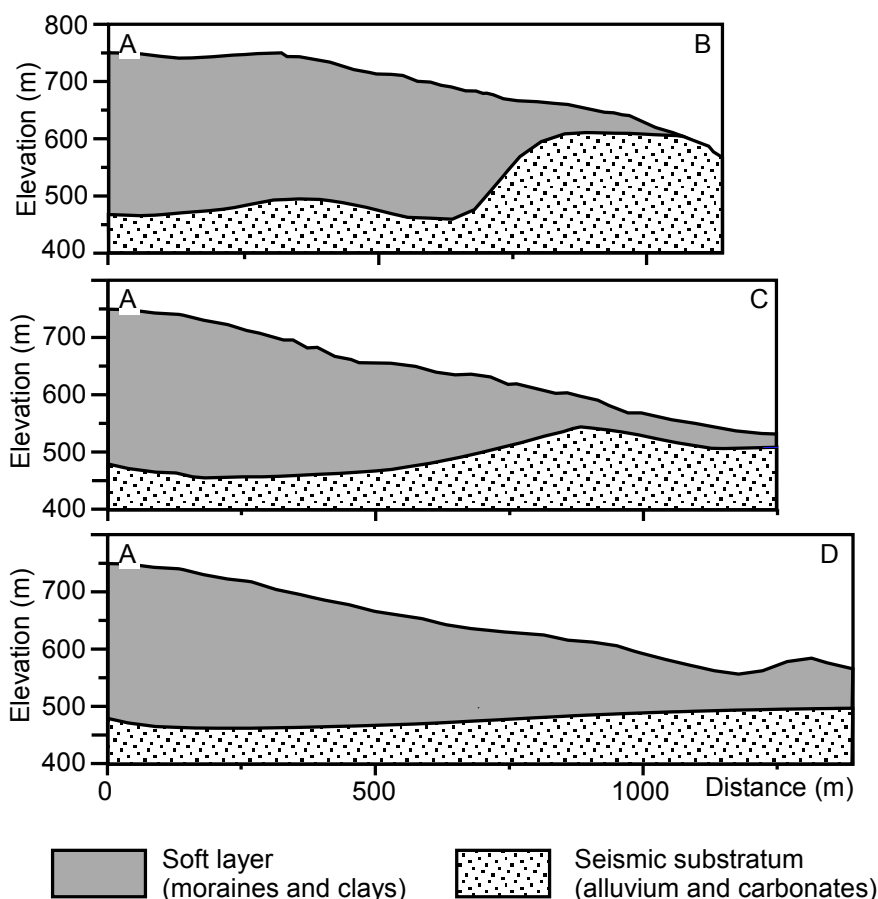 800
A
B
700
600
500
400
Elevation (m)
A
C
700
600
500
400
Elevation (m)
A
D
700
600
500
400
Elevation (m)
0
500
1000
Distance (m)
Soft layer
(moraines and clays)
Seismic substratum
(alluvium and carbonates)